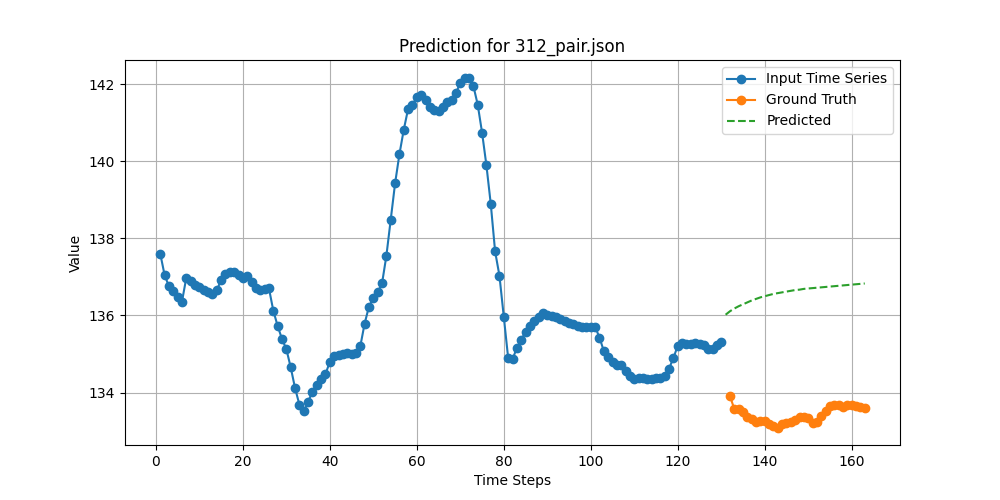 Prediction for 312_pair.json
Input Time Series
Ground Truth
Predicted
Value
142
140
138
136
134
0 20 40 60 80 100 120 140 160
Time Steps